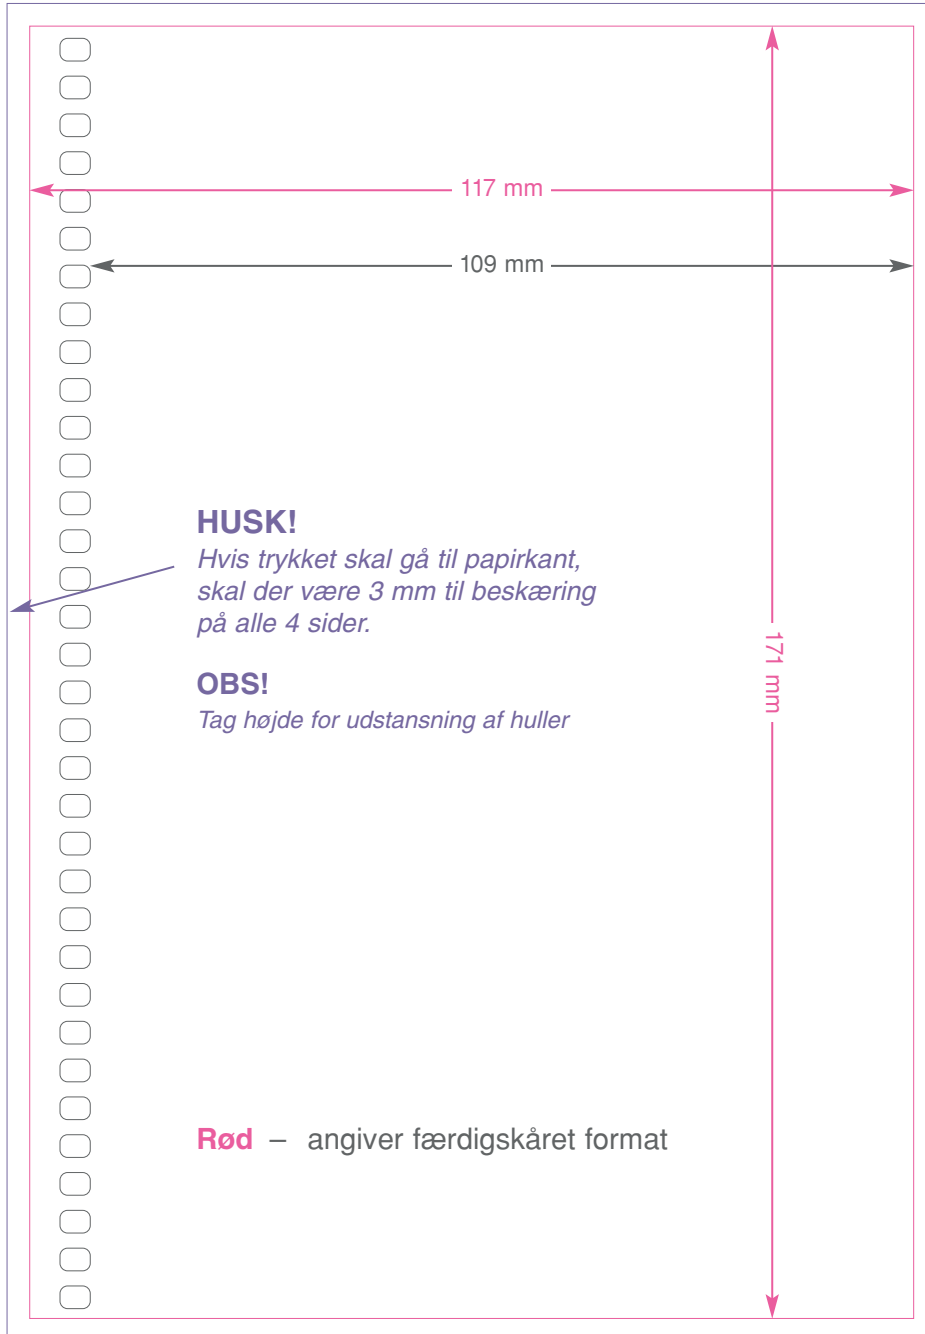 117 mm
109 mm
HUSK!
Hvis trykket skal gå til papirkant,
skal der være 3 mm til beskæring
på alle 4 sider.
171 mm
OBS!
Tag højde for udstansning af huller
Rød – angiver færdigskåret format